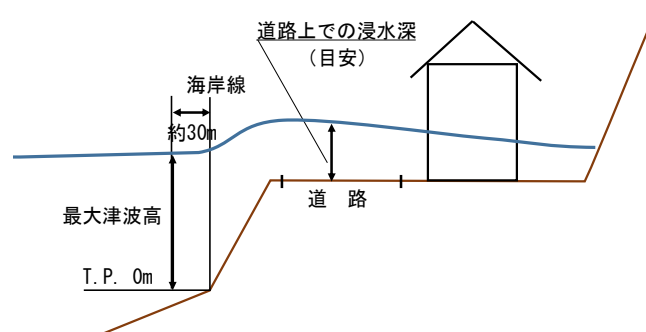 道路上での浸水深
(目安)
海岸線
約30m
最大津波高
道 路
T.P. 0m